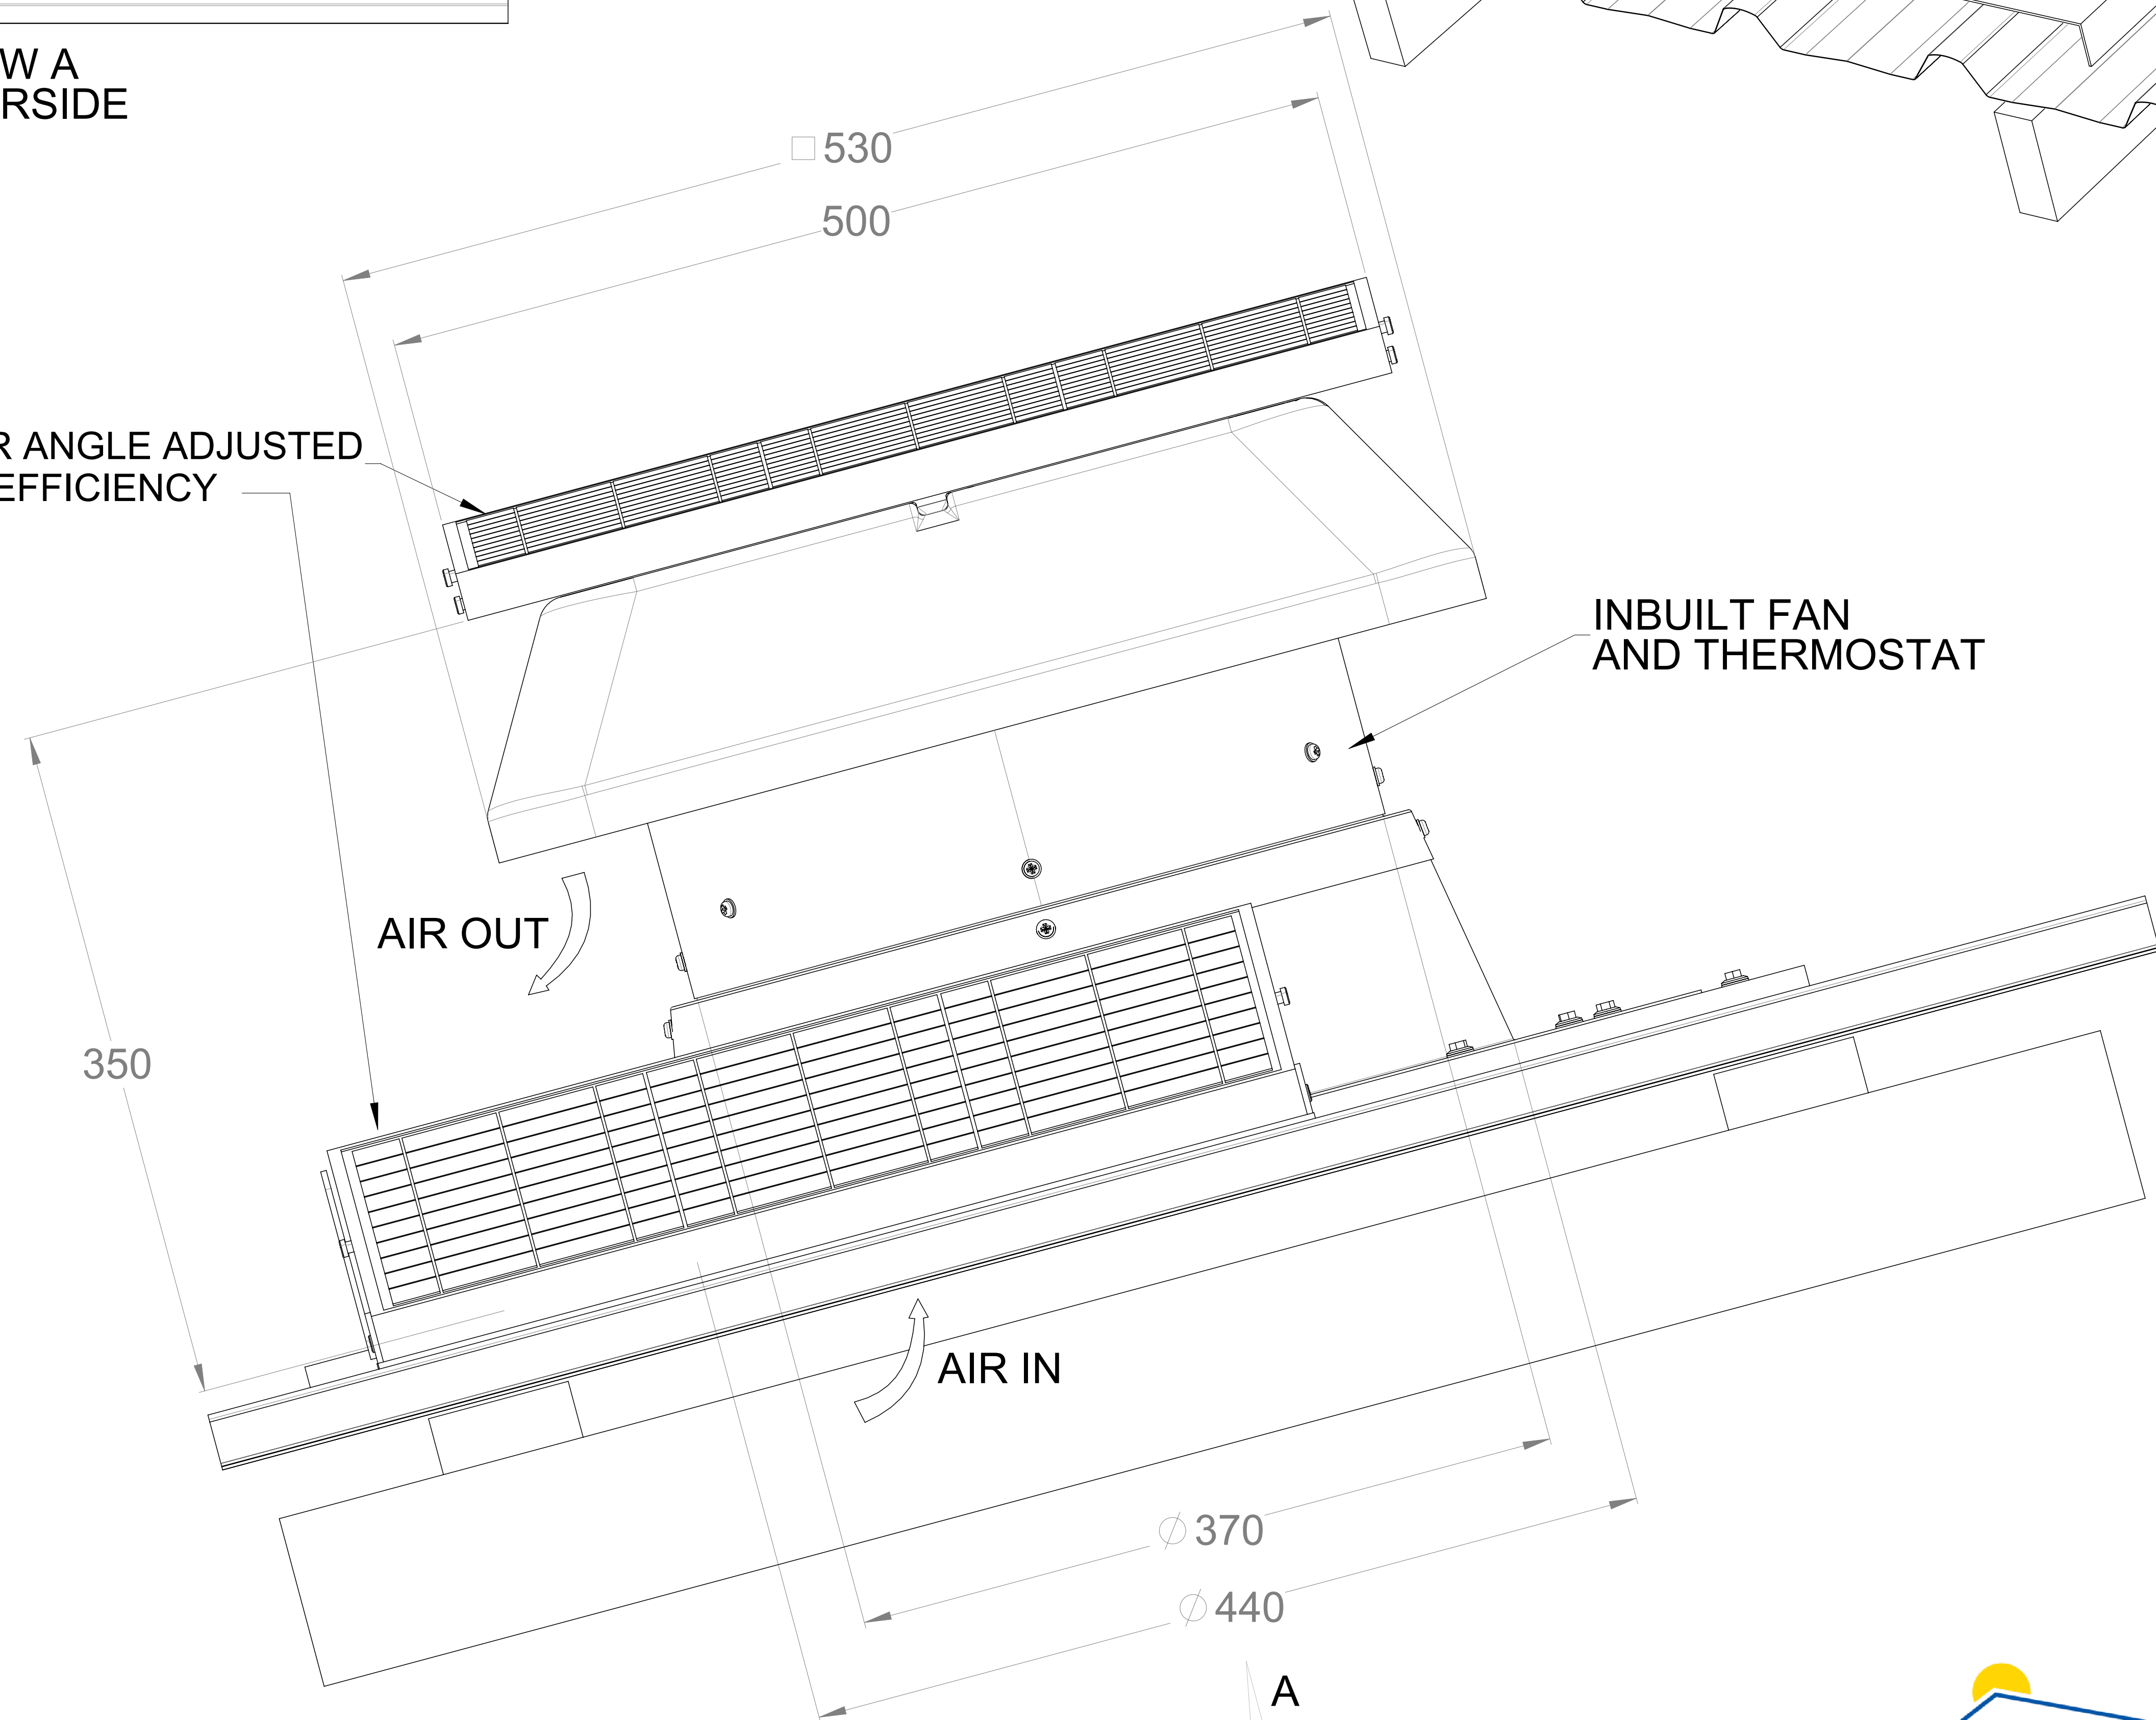 W A
RSIDE
□ 530
500
R ANGLE ADJUSTED
EFFICIENCY
INBUILT FAN
AND THERMOSTAT
AIR OUT
350
AIR IN
⌀ 370
⌀ 440
A